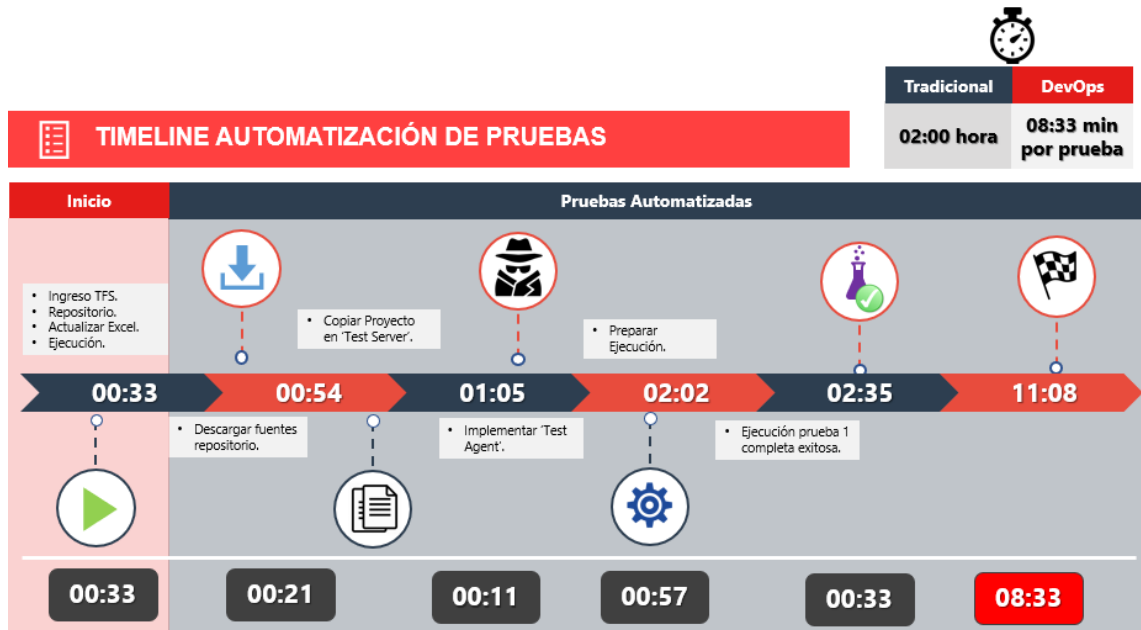 Tradicional
DevOps
02:00 hora
08:33 min
por prueba
TIMELINE AUTOMATIZACIÓN DE PRUEBAS
Inicio
Pruebas Automatizadas
• Ingreso TFS.
• Repositorio.
• Actualizar Excel.
• Ejecución.
• Copiar Proyecto
en 'Test Server'.
• Preparar
Ejecución.
00:33
00:54
01:05
02:02
02:35
11:08
• Descargar fuentes
repositorio.
• Implementar 'Test
Agent'.
• Ejecución prueba 1
completa exitosa.
00:33
00:21
00:11
00:57
00:33
08:33